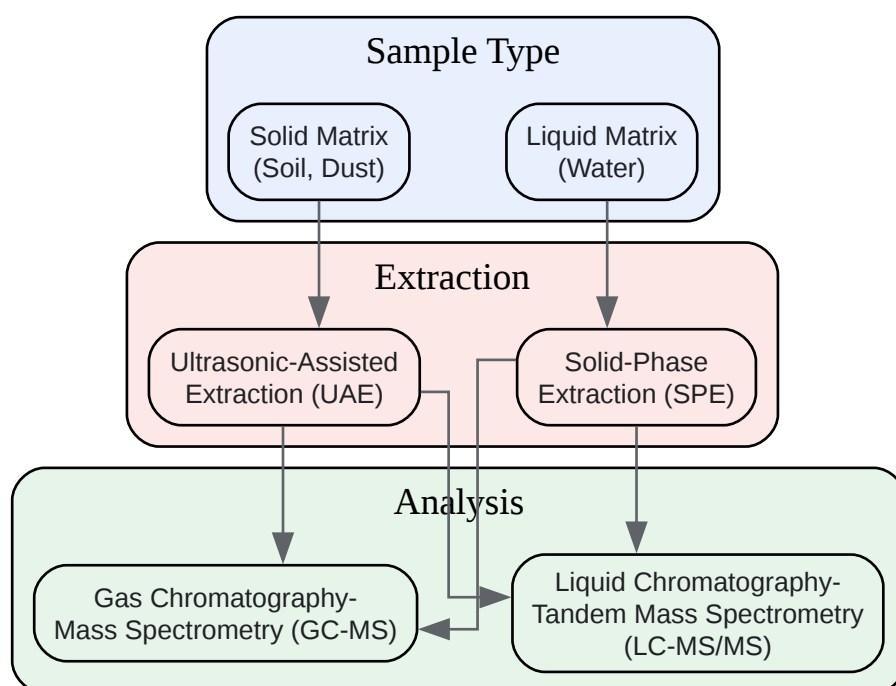 Sample Type
Solid Matrix
(Soil, Dust)
Liquid Matrix
(Water)
Extraction
Ultrasonic-Assisted
Extraction (UAE)
Solid-Phase
Extraction (SPE)
Analysis
Gas Chromatography-
Mass Spectrometry (GC-MS)
Liquid Chromatography-
Tandem Mass Spectrometry
(LC-MS/MS)